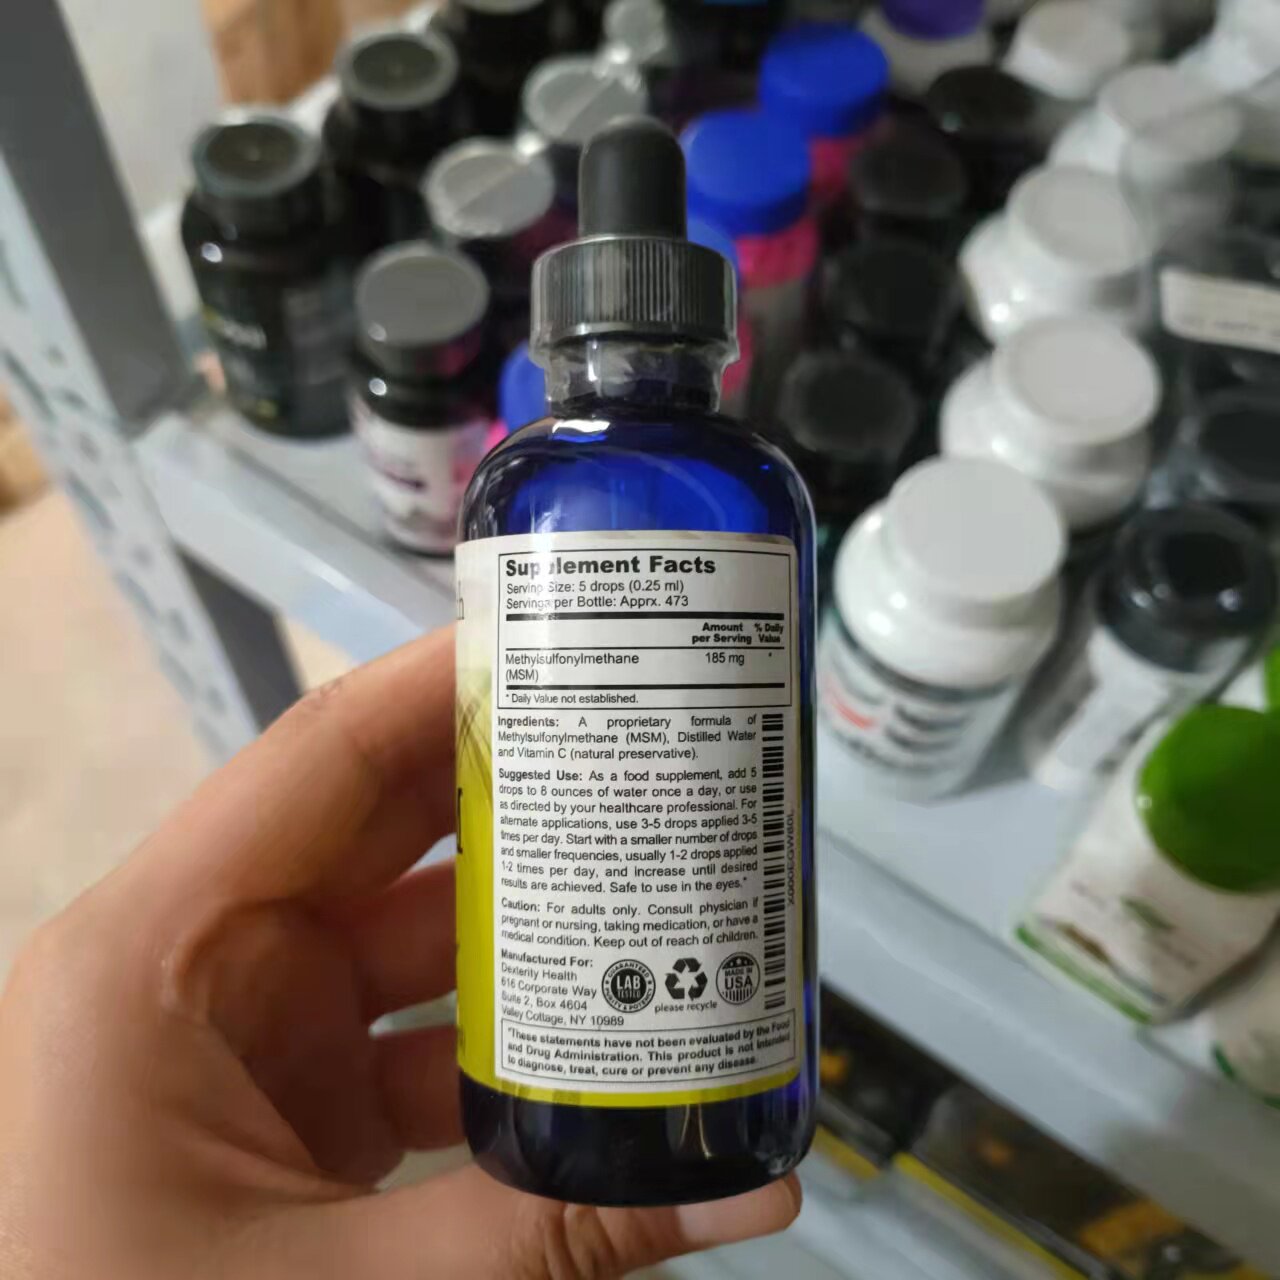 Supplement Facts
Serving Size: 5 drops (0.25 ml)
Servings per Bottle: Apprx. 473
Amount per Serving
% Daily Value
Methylsulfonylmethane 185 mg *
(MSM)
* Daily Value not established.
Ingredients: A proprietary formula of
Methylsulfonylmethane (MSM), Distilled Water
and Vitamin C (natural preservative).
Suggested Use: As a food supplement, add 5
drops to 8 ounces of water once a day, or use
as directed by your healthcare professional. For
alternate applications, use 3-5 drops applied 3-5
times per day. Start with a smaller number of drops
and smaller frequencies, usually 1-2 drops applied
1-2 times per day, and increase until desired
results are achieved. Safe to use in the eyes.*
Caution: For adults only. Consult physician if
pregnant or nursing, taking medication, or have a
medical condition. Keep out of reach of children.
Manufactured For:
Dexterity Health
616 Corporate Way
Suite 2, Box 4604
Valley Cottage, NY 10989
GUARANTEED
LAB
TESTED
PURITY & POTENCY
please recycle
MADE IN
USA
X000EGW80L
*These statements have not been evaluated by the Food
and Drug Administration. This product is not intended
to diagnose, treat, cure or prevent any disease.